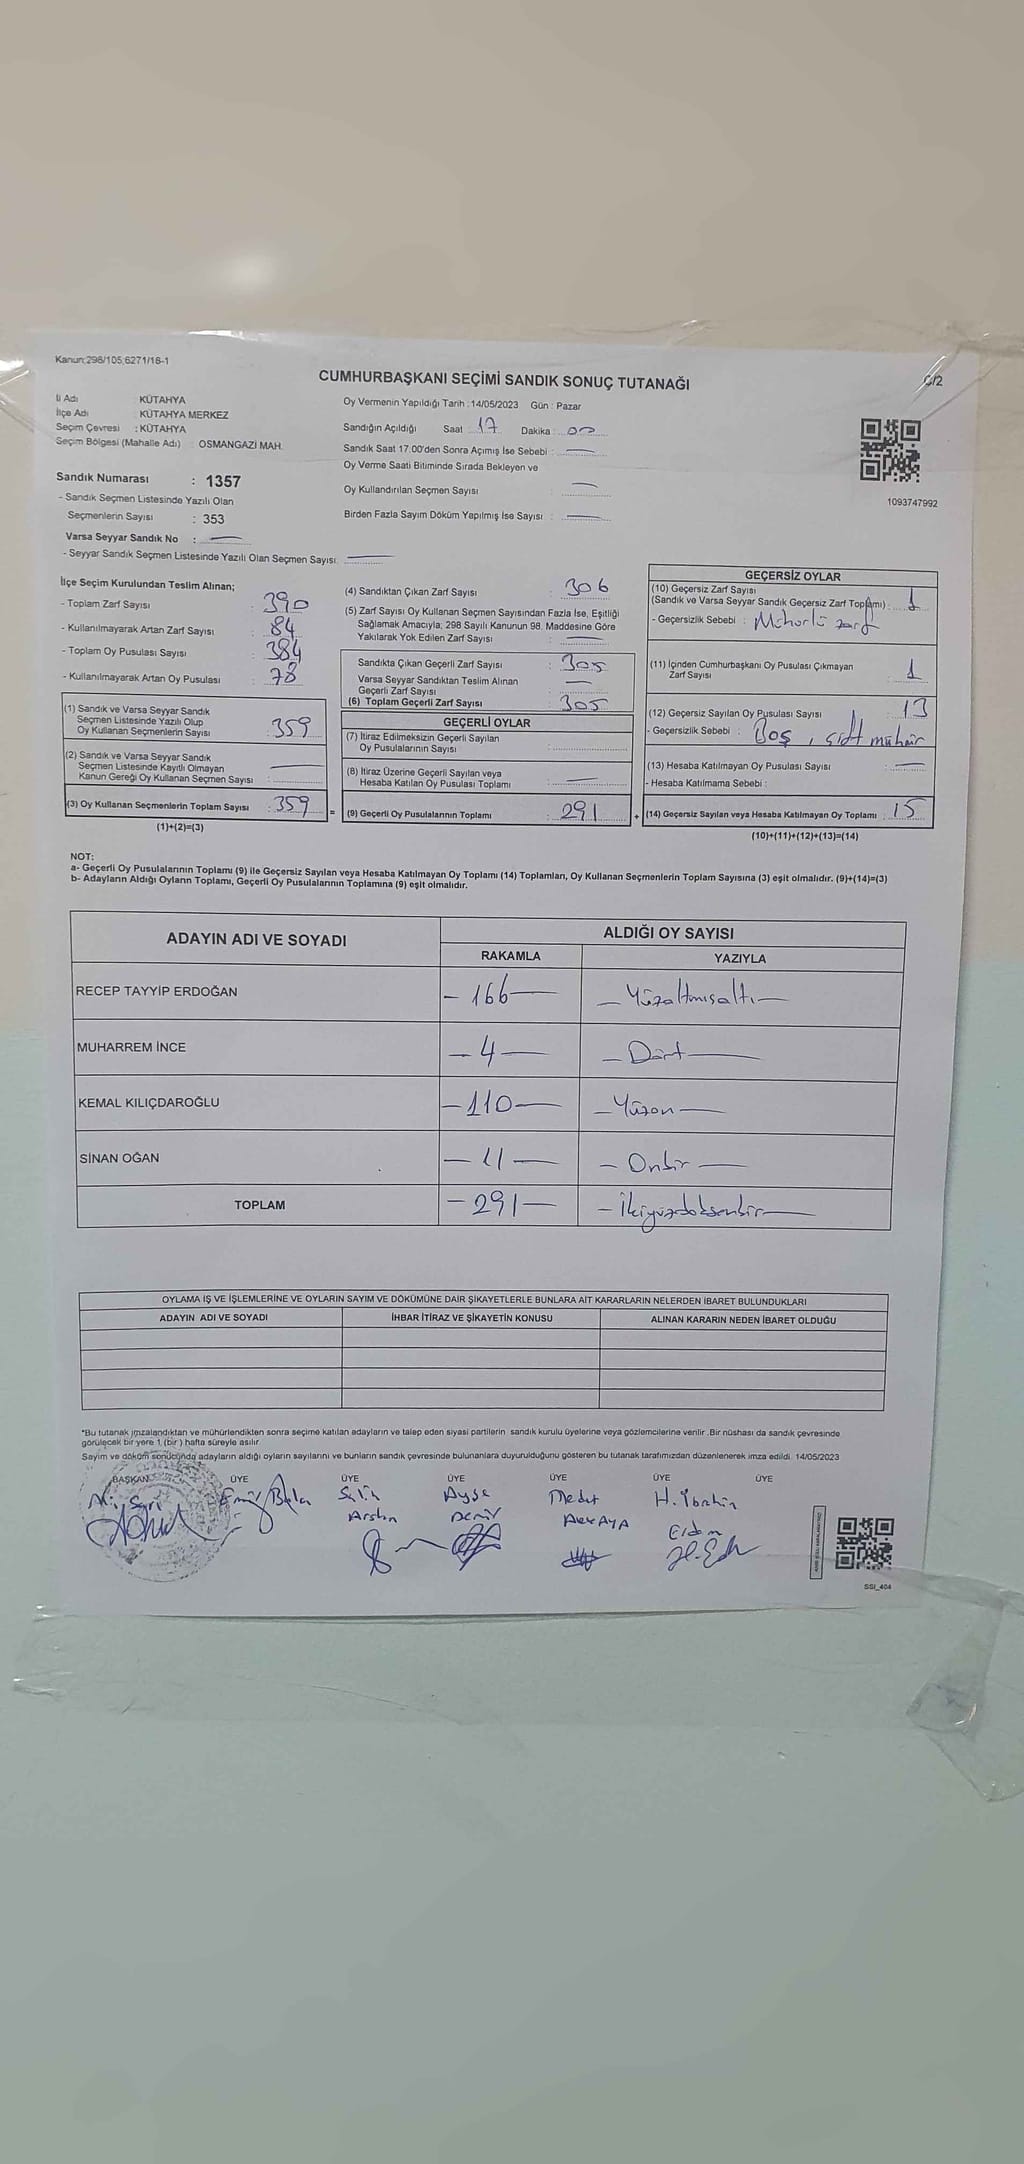 Kanun;298/105;6271/16-1
CUMHURBAŞKANI SEÇİMİ SANDIK SONUÇ TUTANAĞI
C/2
İl Adı KÜTAHYA
İlçe Adı : KÜTAHYA MERKEZ
Seçim Çevresi : KÜTAHYA
Seçim Bölgesi (Mahalle Adı) : OSMANGAZİ MAH.
Sandık Numarası : 1357
- Sandık Seçmen Listesinde Yazılı Olan
Seçmenlerin Sayısı : 353
Varsa Seyyar Sandık No :
- Seyyar Sandık Seçmen Listesinde Yazılı Olan Seçmen Sayısı
Oy Vermenin Yapıldığı Tarih : 14/05/2023 Gün : Pazar
Sandığın Açıldığı Saat 17 Dakika : 00
Sandık Saat 17.00'den Sonra Açımış İse Sebebi :
Oy Verme Saati Bitiminde Sırada Bekleyen ve
Oy Kullandırılan Seçmen Sayısı
Birden Fazla Sayım Döküm Yapılmış İse Sayısı :
1093747992
İlçe Seçim Kurulundan Teslim Alınan;
- Toplam Zarf Sayısı : 390
- Kullanılmayarak Artan Zarf Sayısı : 84
- Toplam Oy Pusulası Sayısı : 384
- Kullanılmayarak Artan Oy Pusulası : 78
(1) Sandık ve Varsa Seyyar Sandık
Seçmen Listesinde Yazılı Olup
Oy Kullanan Seçmenlerin Sayısı : 359
(2) Sandık ve Varsa Seyyar Sandık
Seçmen Listesinde Kayıtlı Olmayan
Kanun Gereği Oy Kullanan Seçmen Sayısı :
(3) Oy Kullanan Seçmenlerin Toplam Sayısı : 359 =
(1)+(2)=(3)
(4) Sandıktan Çıkan Zarf Sayısı : 306
(5) Zarf Sayısı Oy Kullanan Seçmen Sayısından Fazla İse, Eşitliği
Sağlamak Amacıyla; 298 Sayılı Kanunun 98. Maddesine Göre
Yakılarak Yok Edilen Zarf Sayısı :
Sandıkta Çıkan Geçerli Zarf Sayısı : 305
Varsa Seyyar Sandıktan Teslim Alınan
Geçerli Zarf Sayısı :
(6) Toplam Geçerli Zarf Sayısı : 305
GEÇERLİ OYLAR
(7) İtiraz Edilmeksizin Geçerli Sayılan
Oy Pusulalarının Sayısı :
(8) İtiraz Üzerine Geçerli Sayılan veya
Hesaba Katılan Oy Pusulası Toplamı :
(9) Geçerli Oy Pusulalarının Toplamı : 291 +
GEÇERSİZ OYLAR
(10) Geçersiz Zarf Sayısı
(Sandık ve Varsa Seyyar Sandık Geçersiz Zarf Toplamı) : 1
- Geçersizlik Sebebi : Mühürlü zarf
(11) İçinden Cumhurbaşkanı Oy Pusulası Çıkmayan
Zarf Sayısı : 1
(12) Geçersiz Sayılan Oy Pusulası Sayısı : 13
- Geçersizlik Sebebi : Boş , çift mühür
(13) Hesaba Katılmayan Oy Pusulası Sayısı :
- Hesaba Katılmama Sebebi :
(14) Geçersiz Sayılan veya Hesaba Katılmayan Oy Toplamı : 15
(10)+(11)+(12)+(13)=(14)
NOT:
a- Geçerli Oy Pusulalarının Toplamı (9) ile Geçersiz Sayılan veya Hesaba Katılmayan Oy Toplamı (14) Toplamları, Oy Kullanan Seçmenlerin Toplam Sayısına (3) eşit olmalıdır. (9)+(14)=(3)
b- Adayların Aldığı Oyların Toplamı, Geçerli Oy Pusulalarının Toplamına (9) eşit olmalıdır.
ADAYIN ADI VE SOYADI
ALDIĞI OY SAYISI
RAKAMLA YAZIYLA
RECEP TAYYİP ERDOĞAN - 166 - - Yüzaltmışaltı -
MUHARREM İNCE - 4 - - Dört -
KEMAL KILIÇDAROĞLU - 110 - - Yüzon -
SİNAN OĞAN - 11 - - Onbir -
TOPLAM - 291 - - İkiyüzdoksanbir -
OYLAMA İŞ VE İŞLEMLERİNE VE OYLARIN SAYIM VE DÖKÜMÜNE DAİR ŞİKAYETLERLE BUNLARA AİT KARARLARIN NELERDEN İBARET BULUNDUKLARI
ADAYIN ADI VE SOYADI İHBAR İTİRAZ VE ŞİKAYETİN KONUSU ALINAN KARARIN NEDEN İBARET OLDUĞU
*Bu tutanak imzalandıktan ve mühürlendikten sonra seçime katılan adayların ve talep eden siyasi partilerin sandık kurulu üyelerine veya gözlemcilerine verilir. Bir nüshası da sandık çevresinde
görülecek bir yere 1 (bir) hafta süreyle asılır.
Sayım ve döküm sonucunda adayların aldığı oyların sayılarını ve bunların sandık çevresinde bulunanlara duyurulduğunu gösteren bu tutanak tarafımızdan düzenlenerek imza edildi. 14/05/2023
BAŞKAN ÜYE ÜYE ÜYE ÜYE ÜYE ÜYE
Salih Ayşe Medet H. İbrahim
Arslan Demir AKKAYA Erdem
SSİ_404